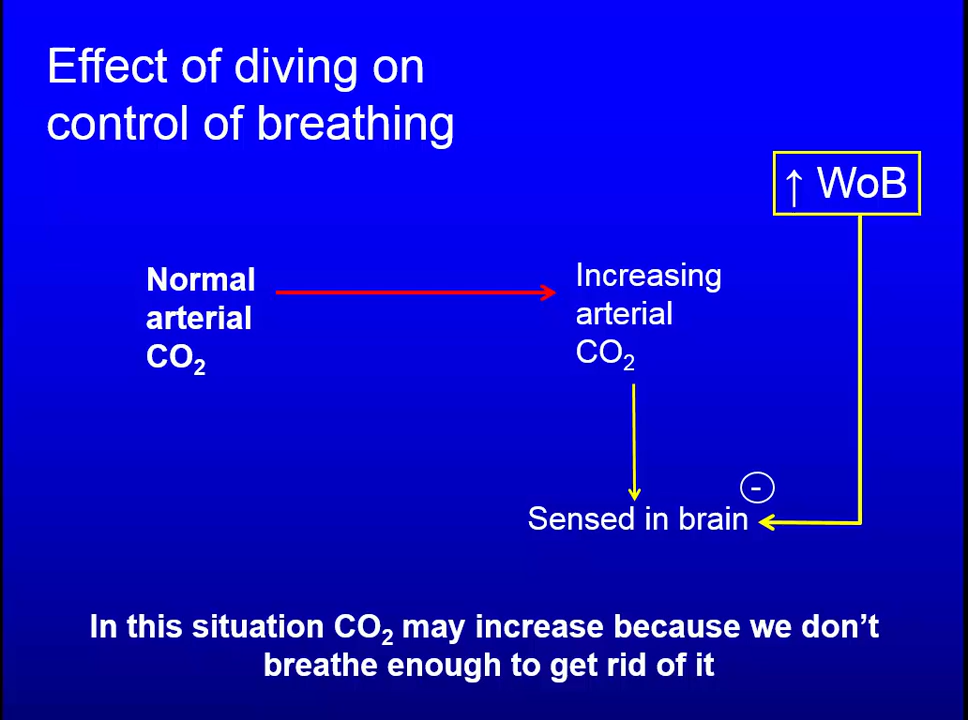 Effect of diving on
control of breathing
↑ WoB
Normal
arterial
CO₂
Increasing
arterial
CO₂
-
Sensed in brain
In this situation CO₂ may increase because we don’t
breathe enough to get rid of it